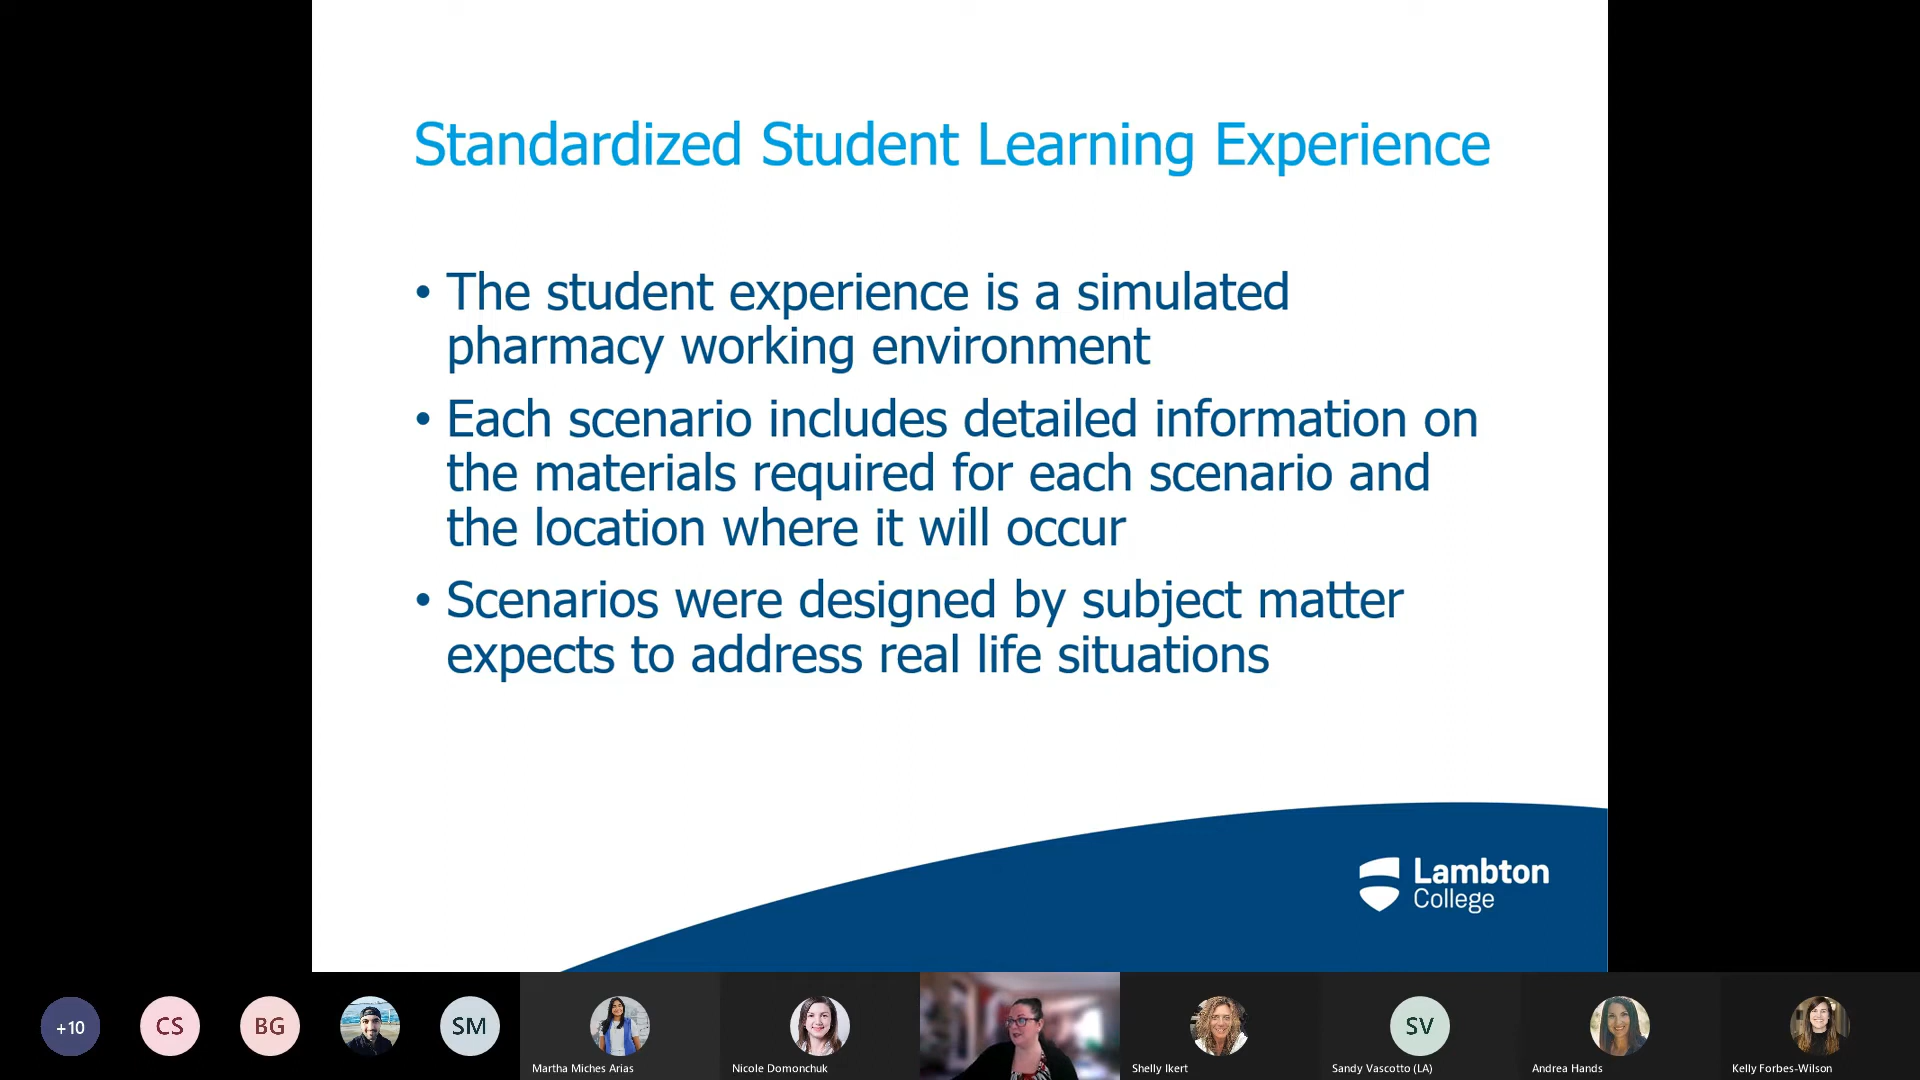 Standardized Student Learning Experience
• The student experience is a simulated
pharmacy working environment
• Each scenario includes detailed information on
the materials required for each scenario and
the location where it will occur
• Scenarios were designed by subject matter
expects to address real life situations
Lambton
College
+10
CS
BG
SM
SV
Martha Miches Arias
Nicole Domonchuk
Shelly Ikert
Sandy Vascotto (LA)
Andrea Hands
Kelly Forbes-Wilson